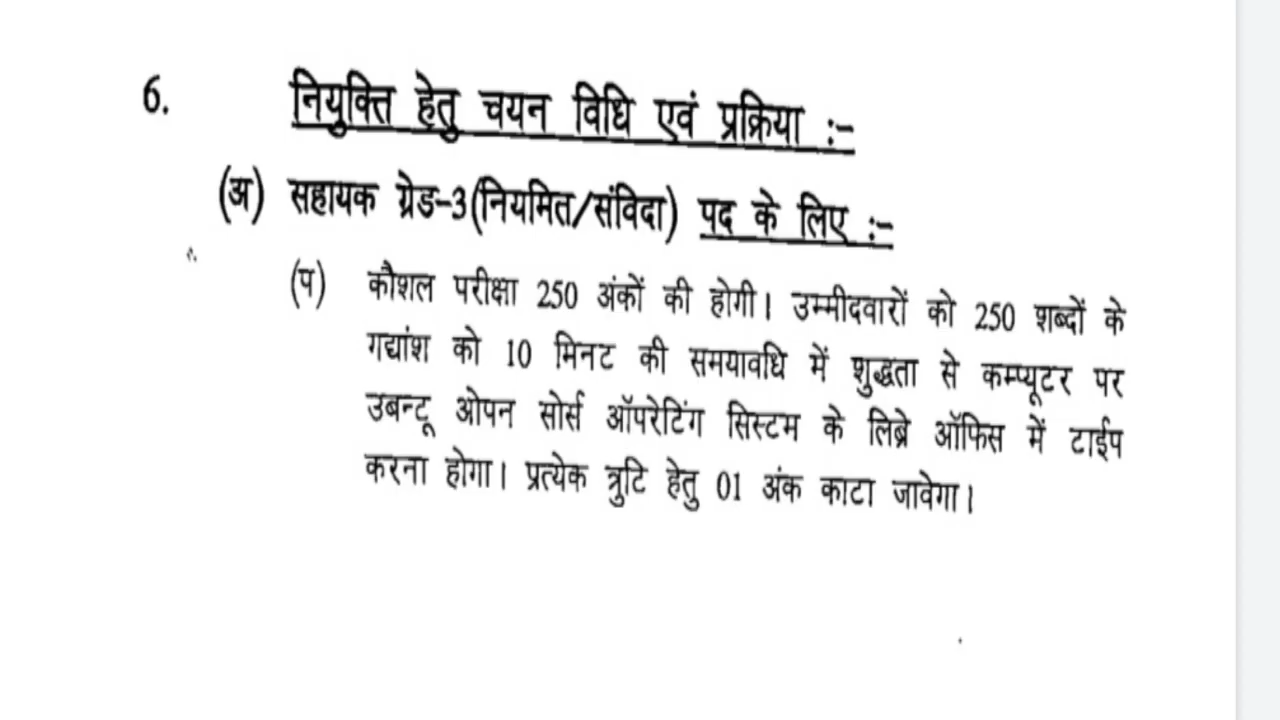 6. नियुक्ति हेतु चयन विधि एवं प्रक्रिया :-
(अ) सहायक ग्रेड-3(नियमित/संविदा) पद के लिए :-
(प) कौशल परीक्षा 250 अंकों की होगी। उम्मीदवारों को 250 शब्दों के
गद्यांश को 10 मिनट की समयावधि में शुद्धता से कम्प्यूटर पर
उबन्टू ओपन सोर्स ऑपरेटिंग सिस्टम के लिब्रे ऑफिस में टाईप
करना होगा। प्रत्येक त्रुटि हेतु 01 अंक काटा जावेगा।